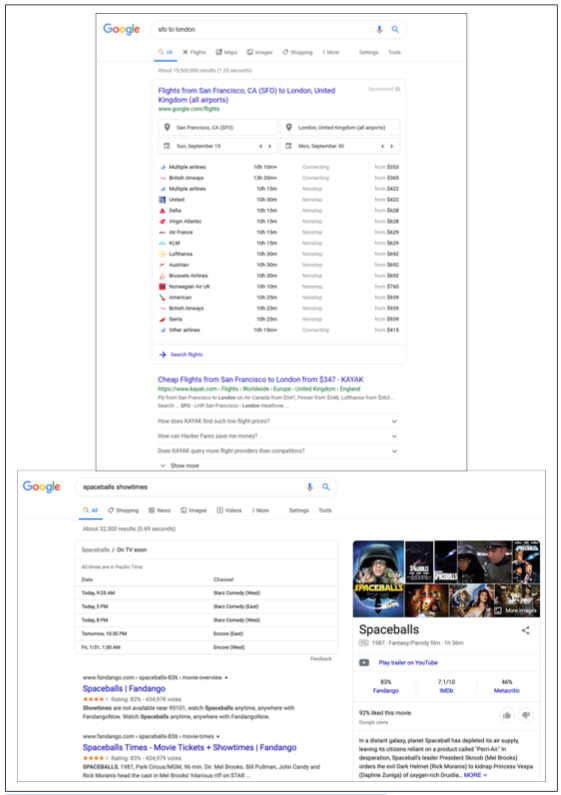 Google
sfo to london
All Flights Maps Images Shopping More Settings Tools
About 15,500,000 results (1.25 seconds)
Flights from San Francisco, CA (SFO) to London, United Kingdom (all airports)
Sponsored
www.google.com/flights
San Francisco, CA (SFO) London, United Kingdom (all airports)
Sun, September 15 Mon, September 30
Multiple airlines 10h 10m+ Connecting from $353
British Airways 13h 35m+ Connecting from $365
Multiple airlines 10h 15m Nonstop from $422
United 10h 30m Nonstop from $422
Delta 10h 15m Nonstop from $628
Virgin Atlantic 10h 15m Nonstop from $628
Air France 10h 15m Nonstop from $629
KLM 10h 15m Nonstop from $629
Lufthansa 10h 30m Nonstop from $692
Austrian 10h 30m Nonstop from $692
Brussels Airlines 10h 30m Nonstop from $692
Norwegian Air UK 10h 10m Nonstop from $760
American 10h 25m Nonstop from $939
British Airways 10h 25m Nonstop from $939
Iberia 10h 25m Nonstop from $939
Other airlines 10h 15m+ Connecting from $415
Search flights
Cheap Flights from San Francisco to London from $347 - KAYAK
https://www.kayak.com › Flights › Worldwide › Europe › United Kingdom › England
Fly from San Francisco to London on Air Canada from $347, Finnair from $348, Lufthansa from $363...
Search ... SFO - LHR San Francisco - London Heathrow ...
How does KAYAK find such low flight prices?
How can Hacker Fares save me money?
Does KAYAK query more flight providers than competitors?
Show more
Google
spaceballs showtimes
All Shopping News Images Videos More Settings Tools
About 32,300 results (0.69 seconds)
Spaceballs / On TV soon
All times are in Pacific Time
Date Channel
Today, 9:25 AM Starz Comedy (West)
Today, 5 PM Starz Comedy (East)
Today, 8 PM Starz Comedy (West)
Tomorrow, 10:30 PM Encore (East)
Fri, 1/31, 1:30 AM Encore (West)
Feedback
www.fandango.com › spaceballs-836 › movie-overview
Spaceballs | Fandango
Rating: 83% - 434,978 votes
Showtimes are not available near 95101, watch Spaceballs anytime, anywhere with
FandangoNow. Watch Spaceballs anytime, anywhere with FandangoNow.
www.fandango.com › spaceballs-836 › movie-times
Spaceballs Times - Movie Tickets + Showtimes | Fandango
Rating: 83% - 434,978 votes
SPACEBALLS, 1987, Park Circus/MGM, 96 min. Dir. Mel Brooks. Bill Pullman, John Candy and
Rick Moranis head the cast in Mel Brooks' hilarious riff on STAR ...
SPACEBALLS
More images
Spaceballs
PG 1987 · Fantasy/Parody film · 1h 36m
Play trailer on YouTube
83% 7.1/10 46%
Fandango IMDb Metacritic
92% liked this movie
Google users
In a distant galaxy, planet Spaceball has depleted its air supply,
leaving its citizens reliant on a product called "Perri-Air." In
desperation, Spaceball's leader President Skroob (Mel Brooks)
orders the evil Dark Helmet (Rick Moranis) to kidnap Princess Vespa
(Daphne Zuniga) of oxygen-rich Druidia... MORE